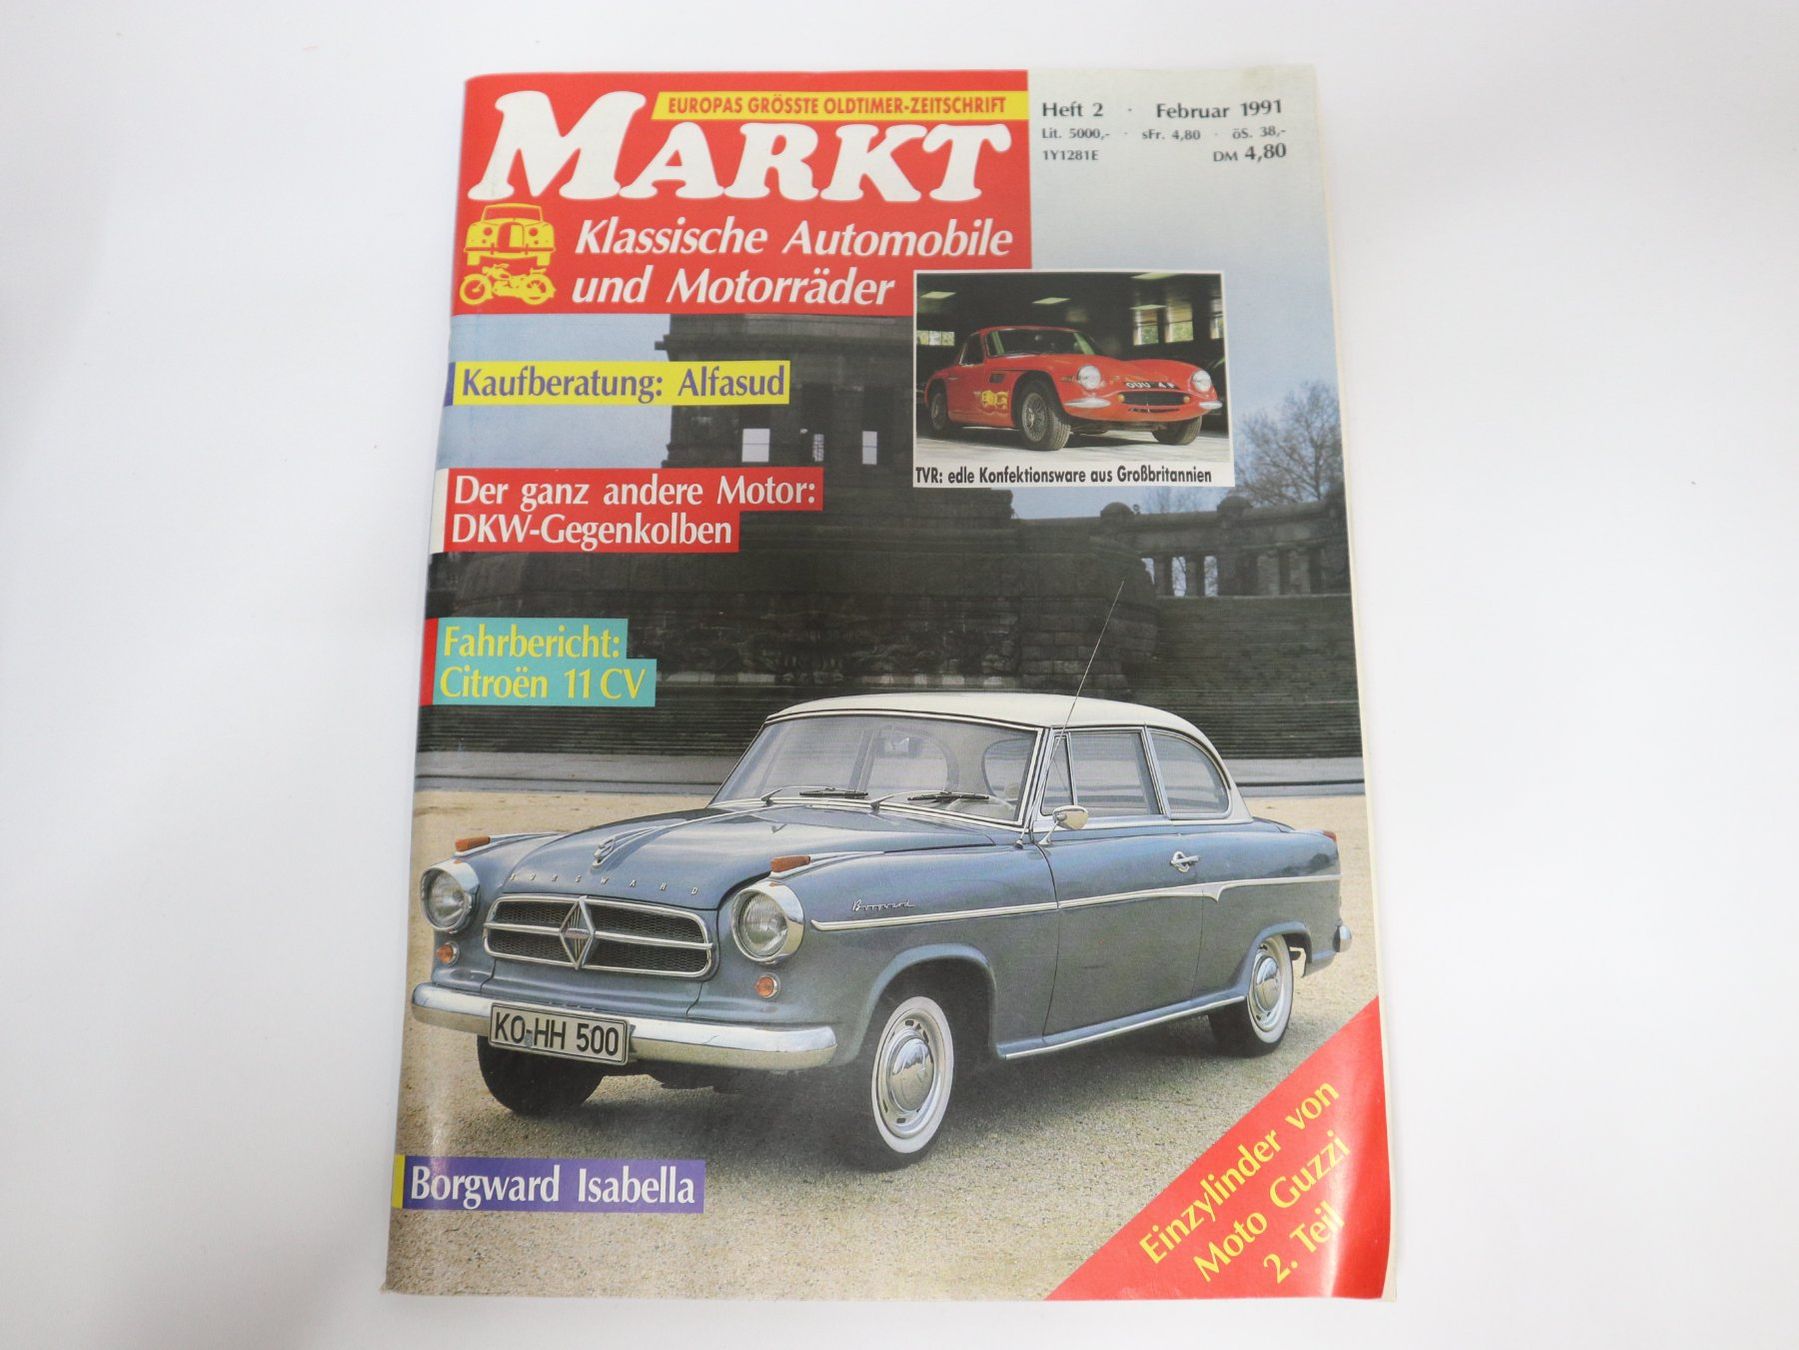 EUROPAS GRÖSSTE OLDTIMER-ZEITSCHRIFT
MARKT
Klassische Automobile
und Motorräder
Heft 2 · Februar 1991
Lit. 5000,- · sFr. 4,80 · öS. 38,-
1Y1281E DM 4,80
TVR: edle Konfektionsware aus Großbritannien
Kaufberatung: Alfasud
Der ganz andere Motor:
DKW-Gegenkolben
Fahrbericht:
Citroën 11 CV
BORGWARD
Borgward
KO-HH 500
Borgward Isabella
Einzylinder von
Moto Guzzi
2. Teil